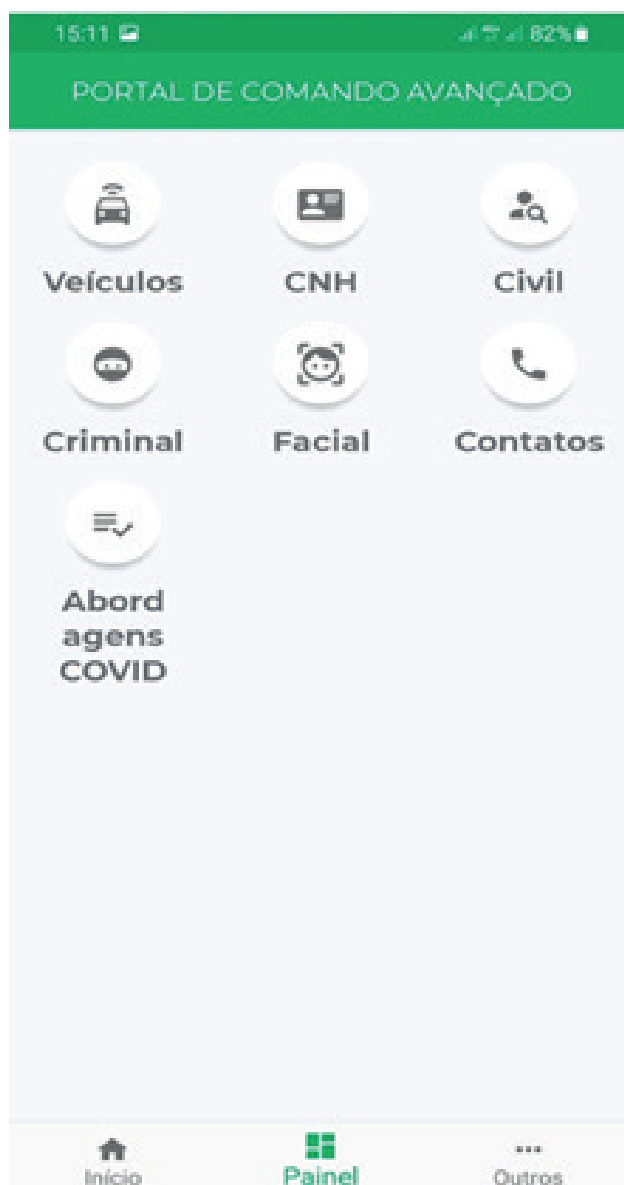 15:11 82%
PORTAL DE COMANDO AVANÇADO
Veículos CNH Civil
Criminal Facial Contatos
Abord
agens
COVID
Início Painel Outros